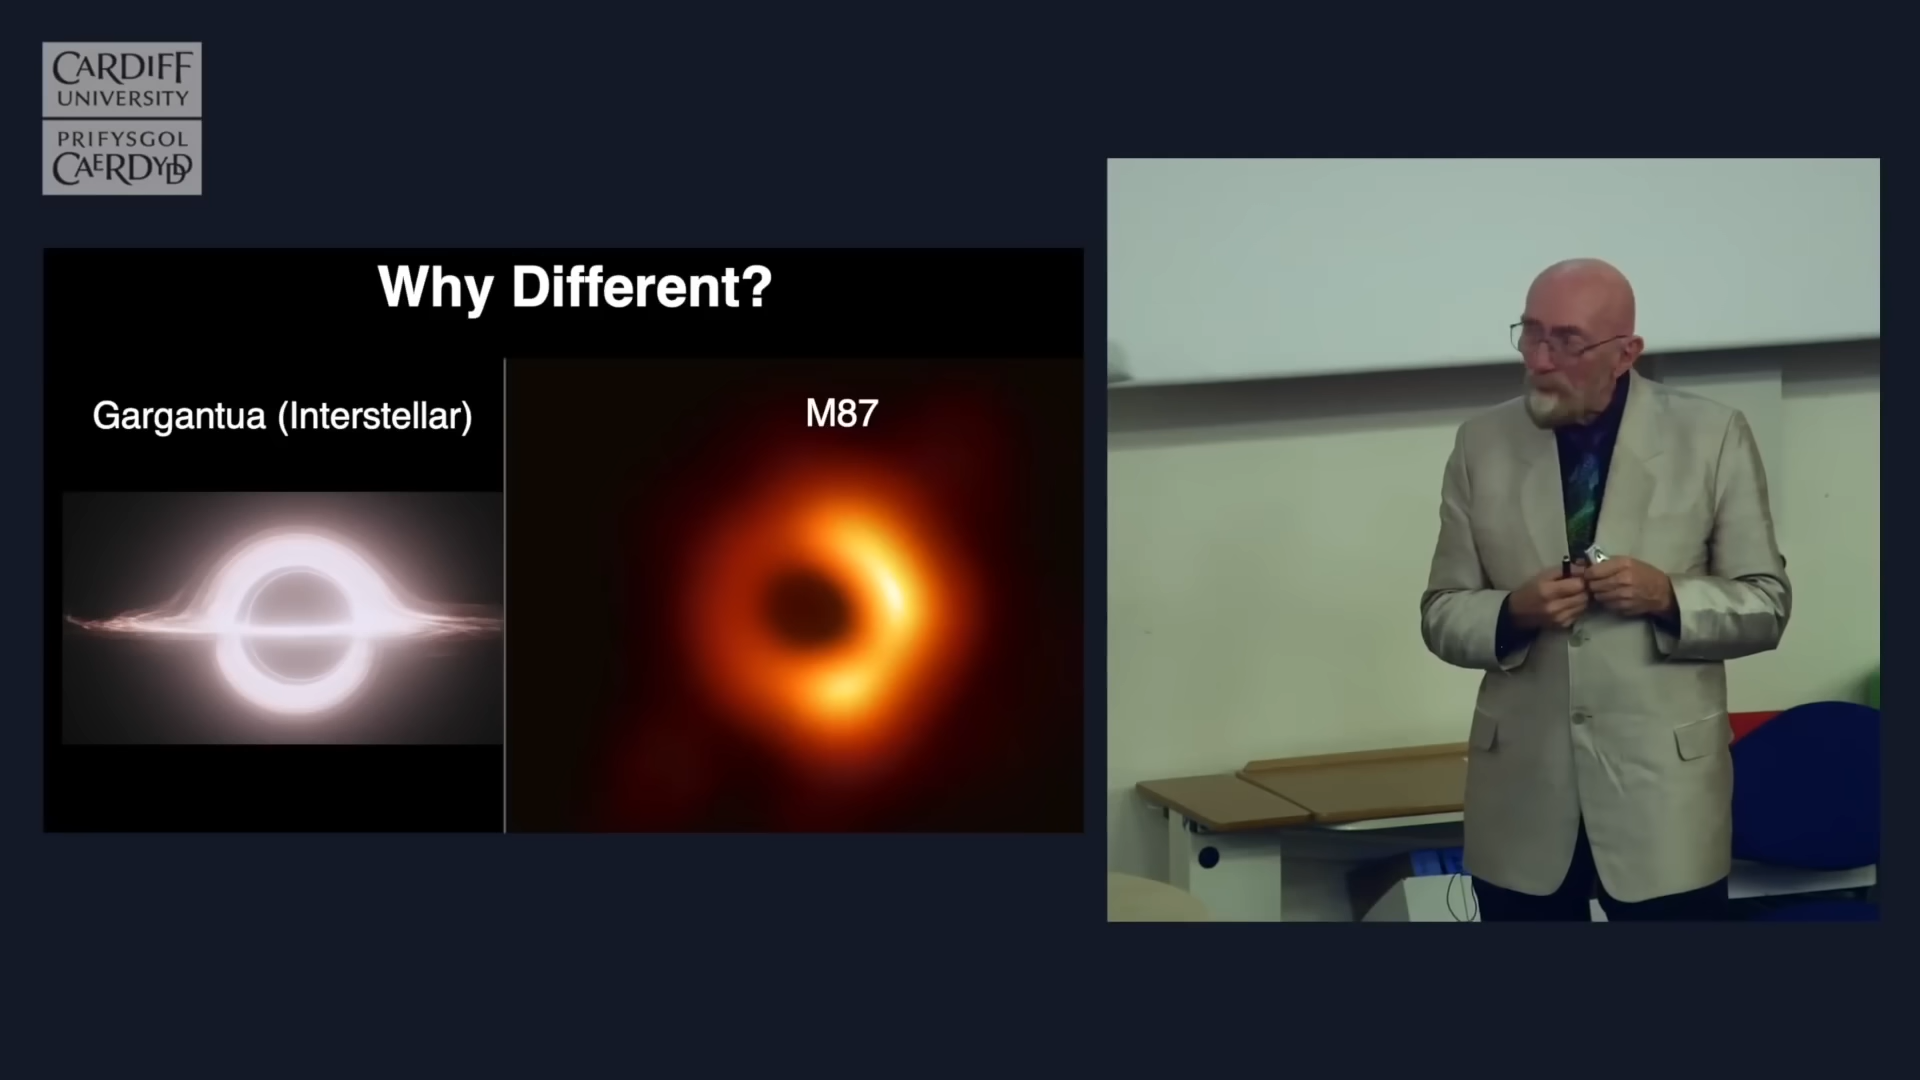 CARDIFF
UNIVERSITY
PRIFYSGOL
CAERDYDD
Why Different?
Gargantua (Interstellar)
M87